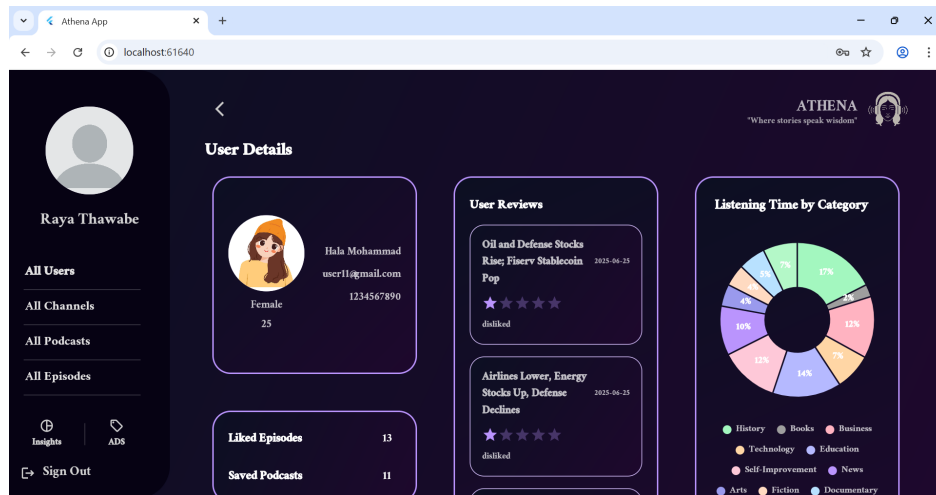 Athena App
localhost:61640
ATHENA
"Where stories speak wisdom"
Raya Thawabe
All Users
All Channels
All Podcasts
All Episodes
Insights
ADS
Sign Out
User Details
Hala Mohammad
user11@gmail.com
1234567890
Female
25
Liked Episodes 13
Saved Podcasts 11
User Reviews
Oil and Defense Stocks
Rise; Fiserv Stablecoin 2025-06-25
Pop
disliked
Airlines Lower, Energy
Stocks Up, Defense 2025-06-25
Declines
disliked
Listening Time by Category
17%
2%
12%
7%
14%
12%
10%
4%
4%
5%
7%
History Books Business
Technology Education
Self-Improvement News
Arts Fiction Documentary